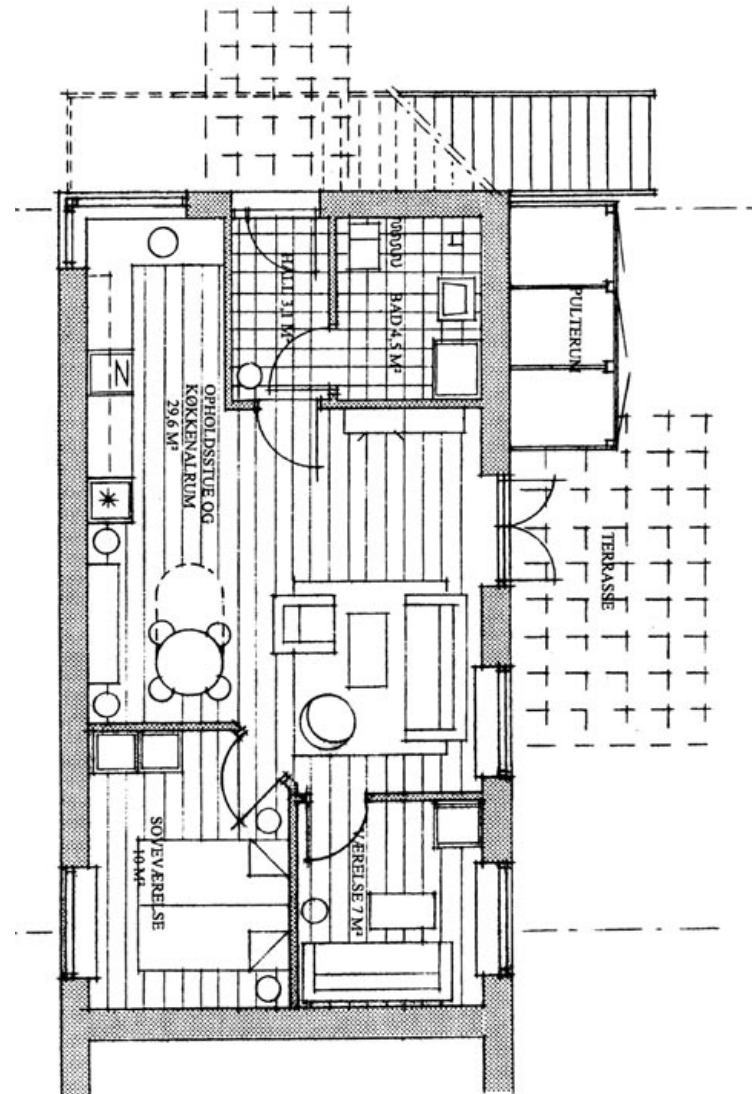 HALL 3,1 M²
BAD 4,5 M²
PULTERUM
OPHOLDSSTUE OG
KØKKENALRUM
29,6 M²
TERRASSE
SOVEVÆRELSE
10 M²
VÆRELSE 7 M²